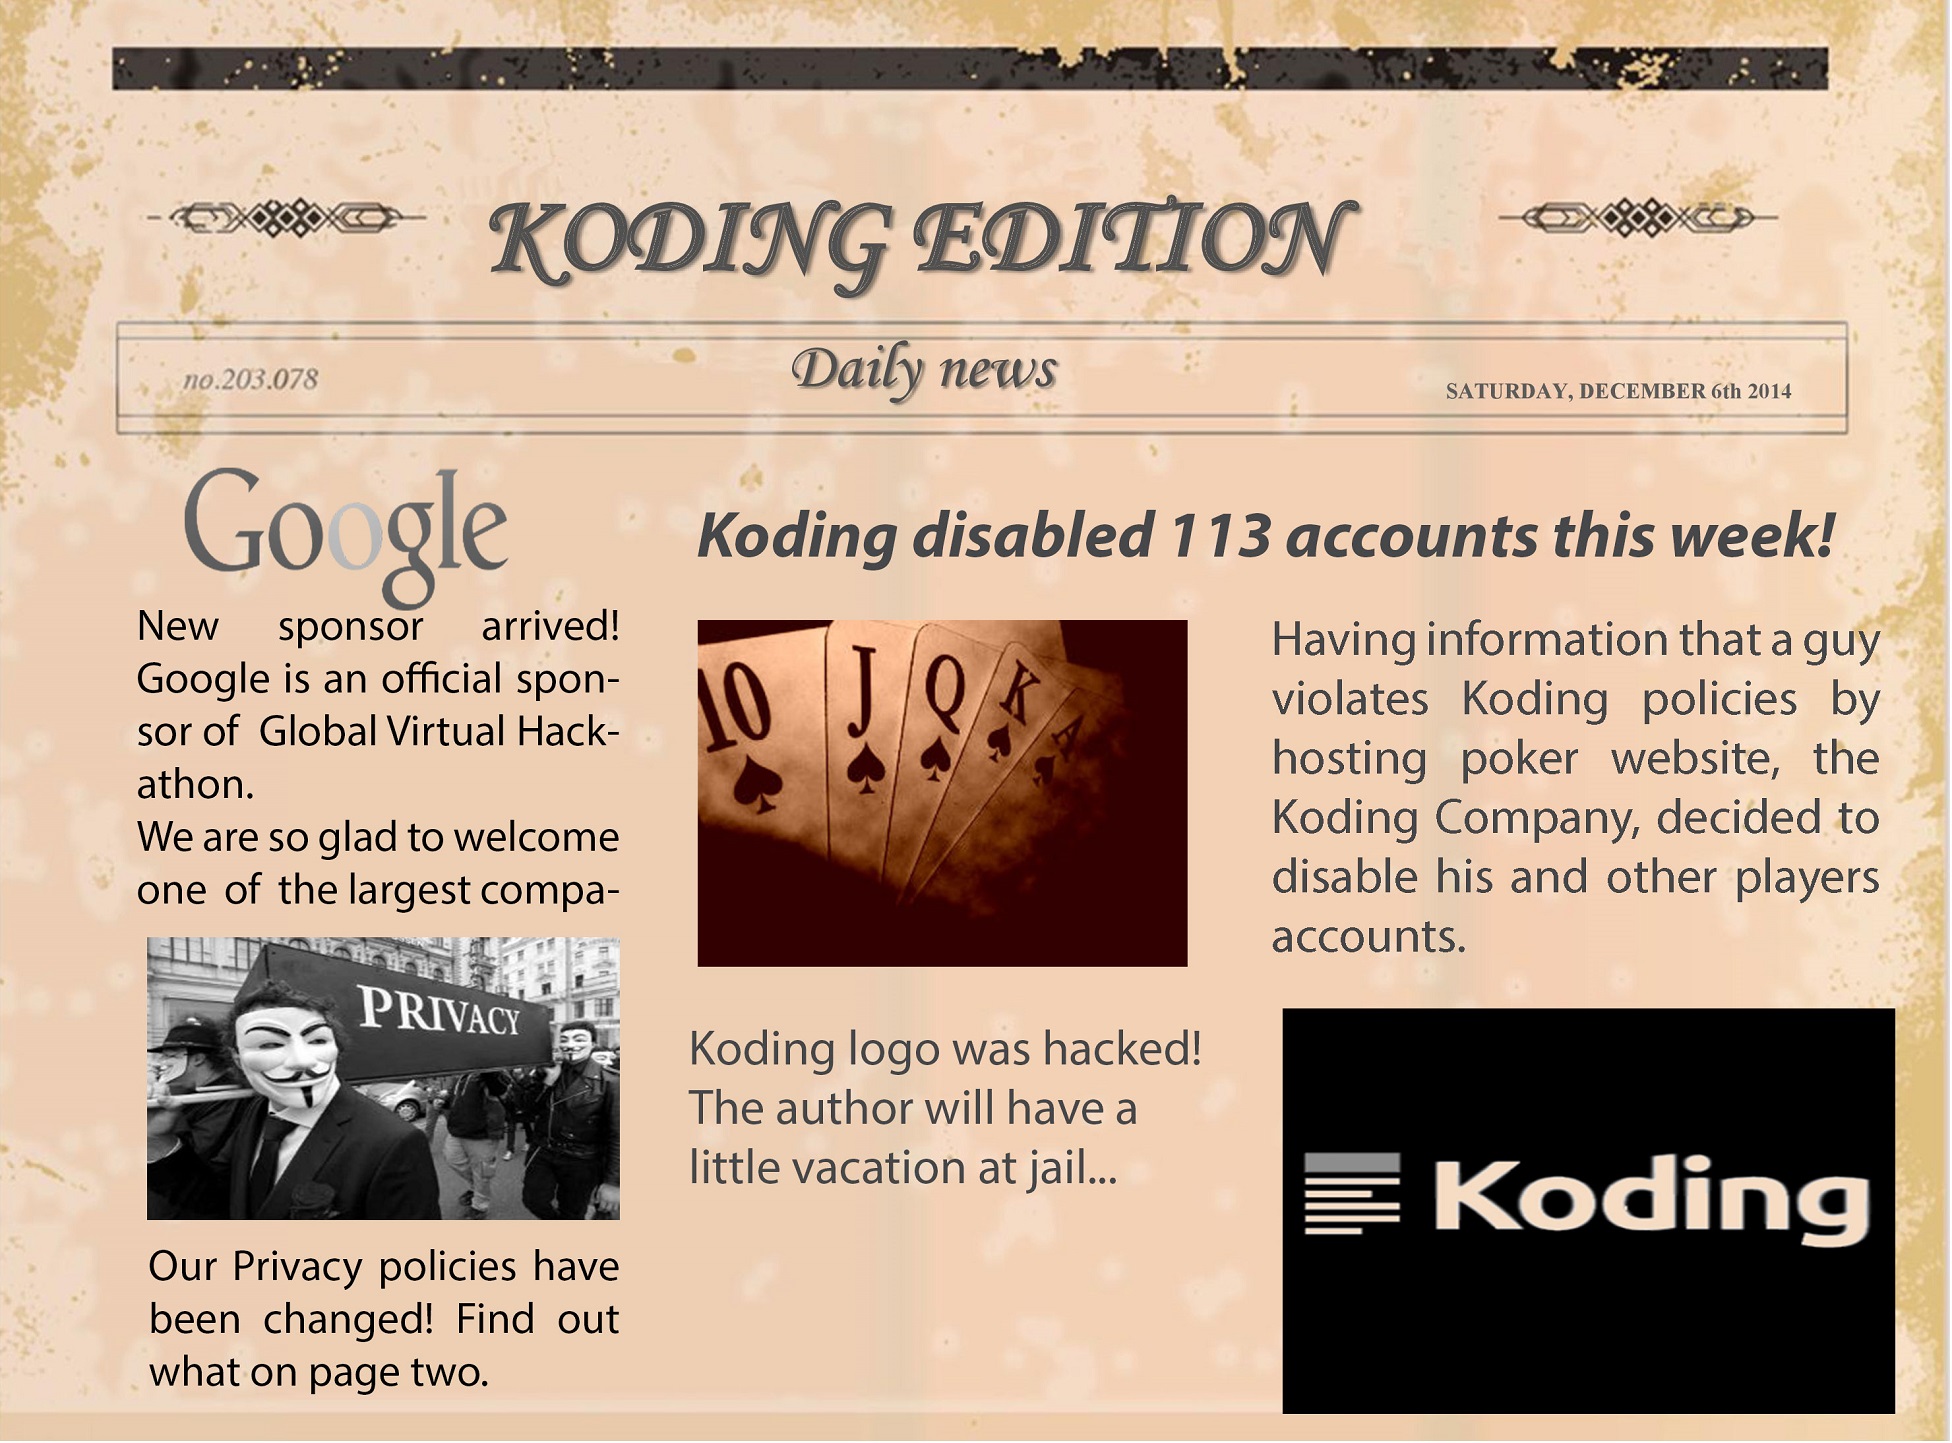 KODING EDITION
no.203.078
Daily news
SATURDAY, DECEMBER 6th 2014
Google
New sponsor arrived!
Google is an official spon-
sor of Global Virtual Hack-
athon.
We are so glad to welcome
one of the largest compa-
PRIVACY
Our Privacy policies have
been changed! Find out
what on page two.
Koding disabled 113 accounts this week!
10 J Q K A
Having information that a guy
violates Koding policies by
hosting poker website, the
Koding Company, decided to
disable his and other players
accounts.
Koding logo was hacked!
The author will have a
little vacation at jail...
Koding